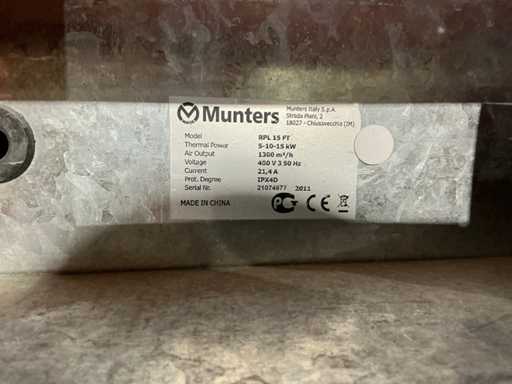 Munters
Munters Italy S.p.A.
Strada Piani, 2
18027 - Chiusavecchia (IM)
Model RPL 15 FT
Thermal Power 5-10-15 kW
Air Output 1300 m³/h
Voltage 400 V 3 50 Hz
Current 21,4 A
Prot. Degree IPX4D
Serial Nr. 21074877 2011
MADE IN CHINA
CE